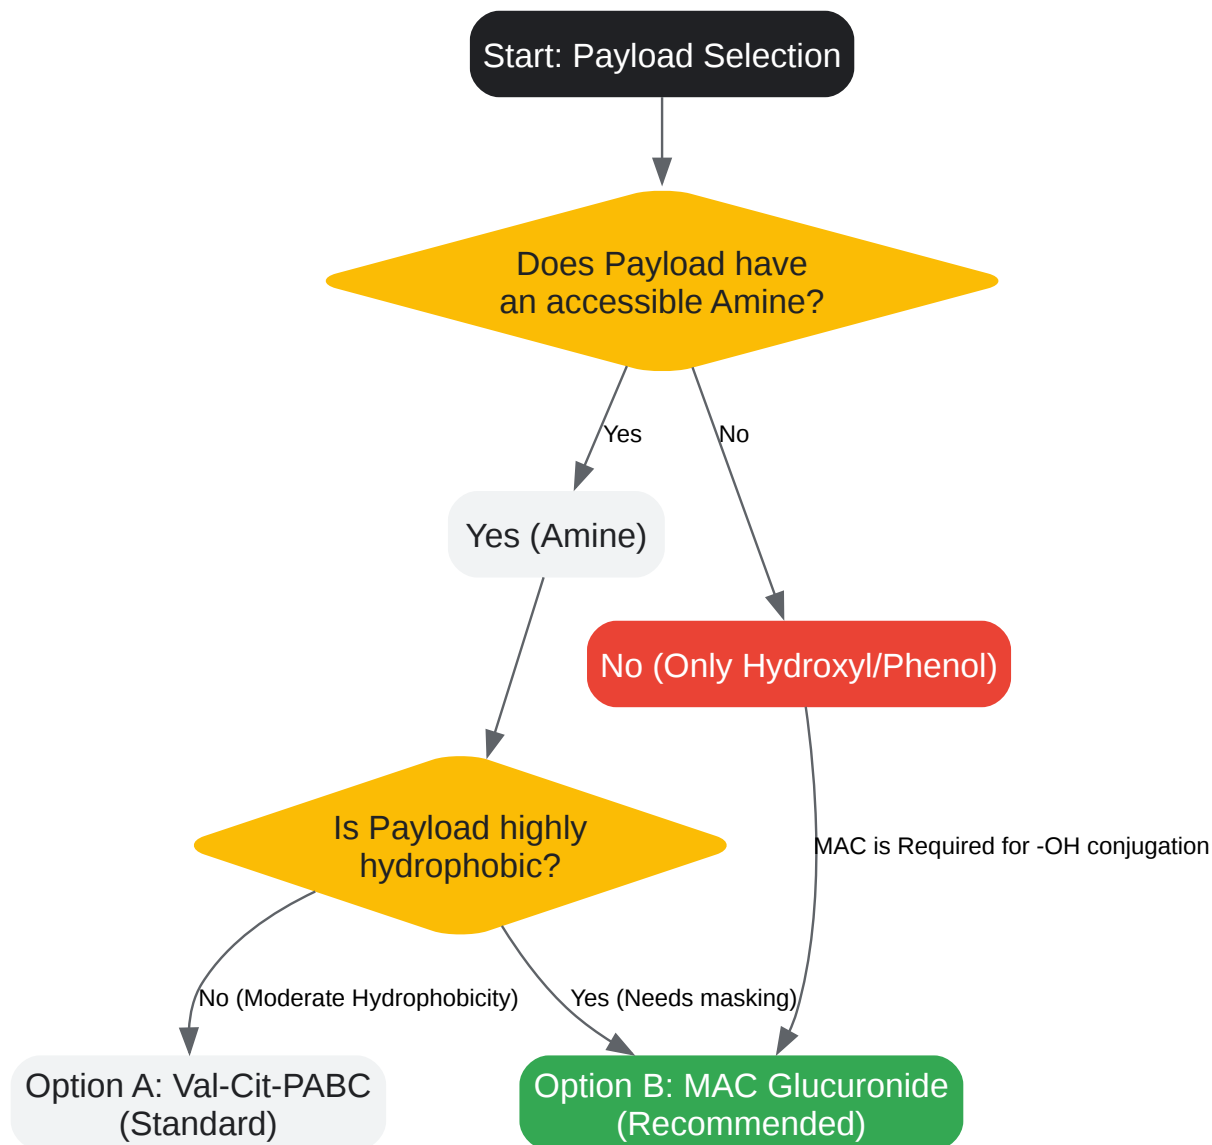 Start: Payload Selection
Does Payload have
an accessible Amine?
Yes
No
Yes (Amine)
No (Only Hydroxyl/Phenol)
Is Payload highly
hydrophobic?
MAC is Required for -OH conjugation
No (Moderate Hydrophobicity)
Yes (Needs masking)
Option A: Val-Cit-PABC
(Standard)
Option B: MAC Glucuronide
(Recommended)